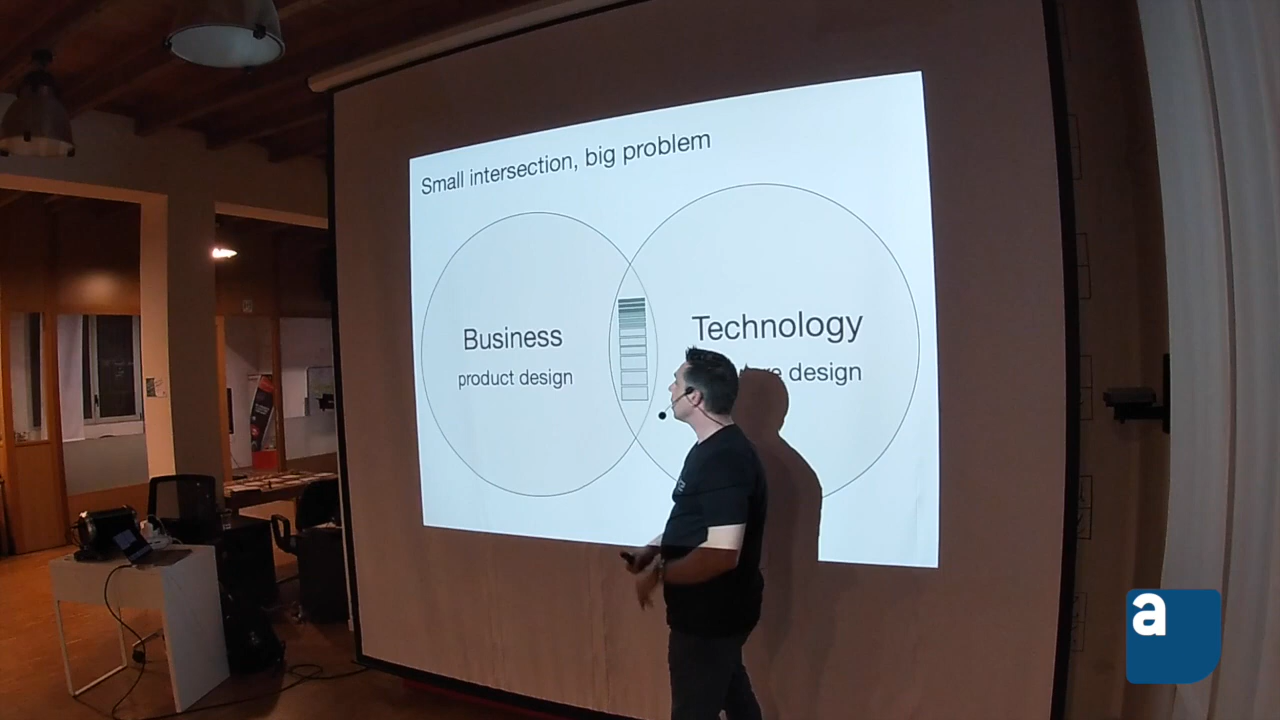 Small intersection, big problem
Business
product design
Technology
design
a